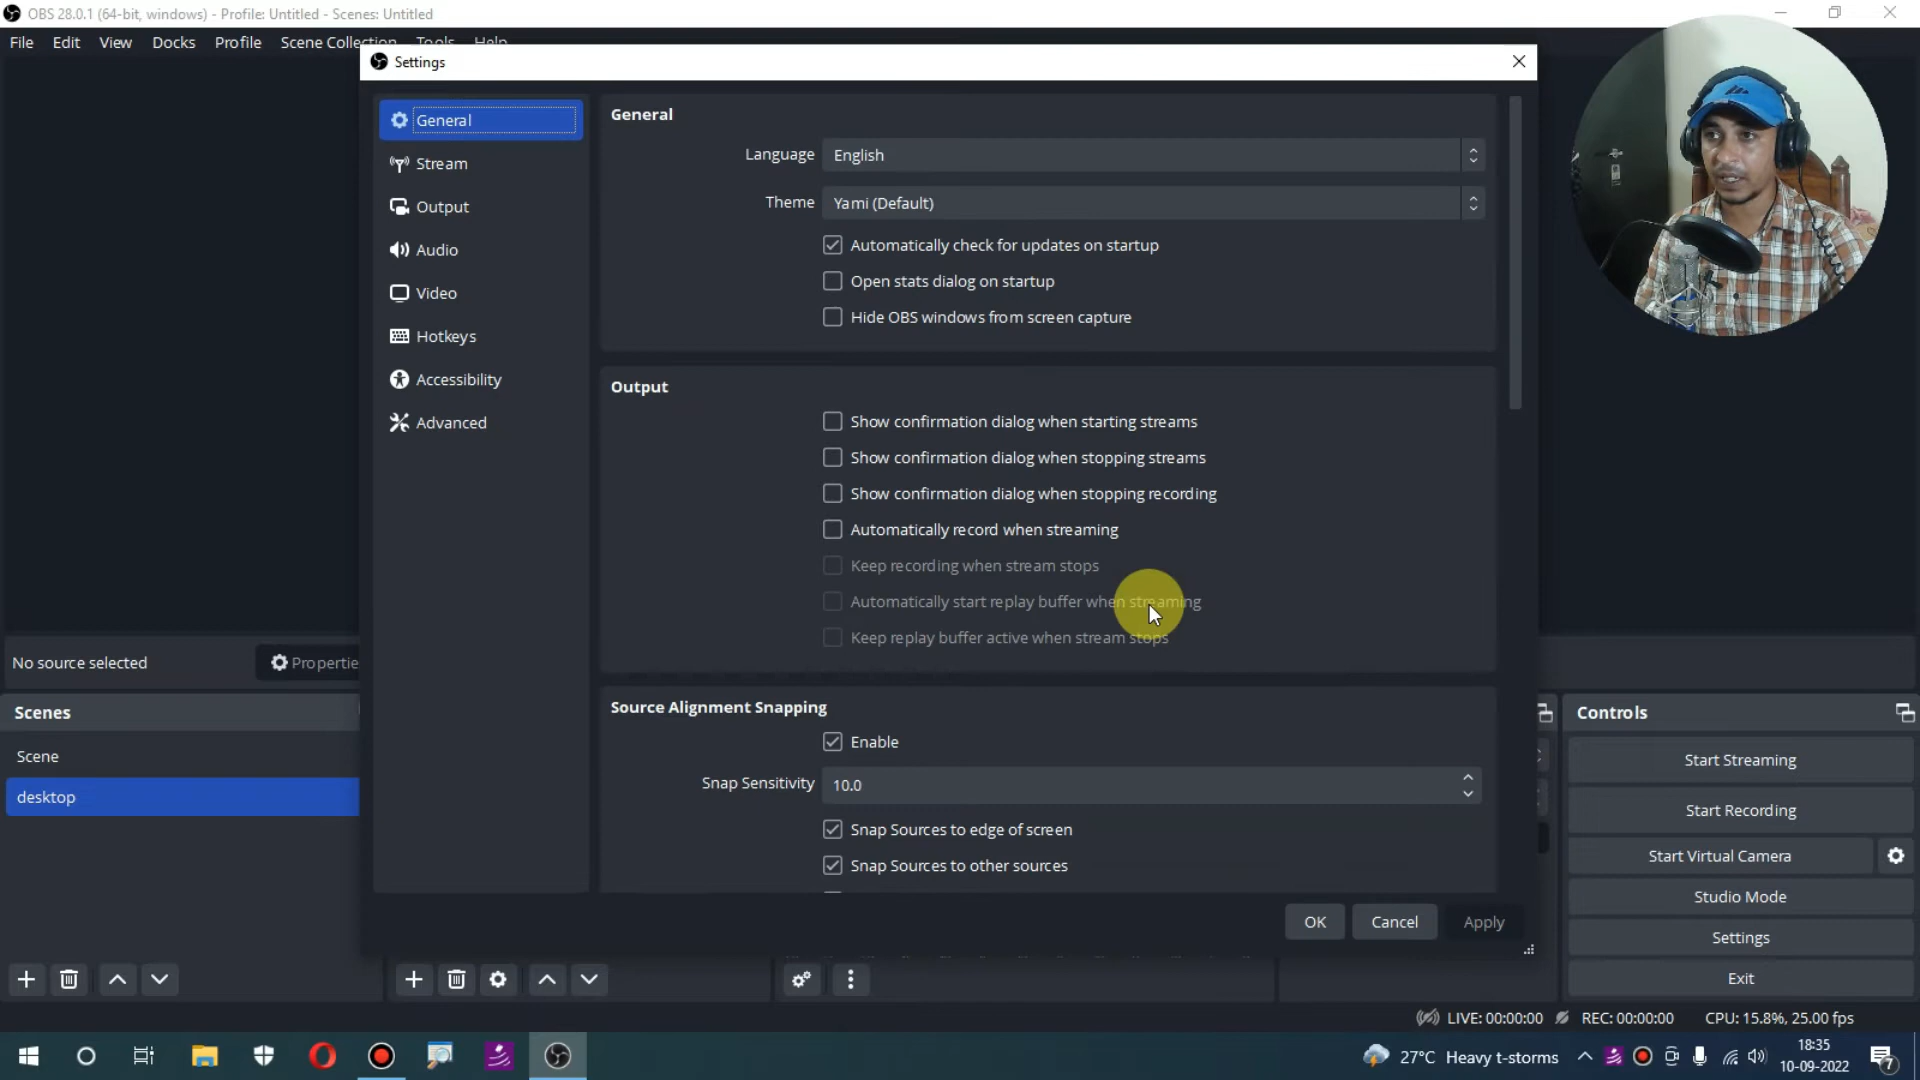 OBS 28.0.1 (64-bit, windows) - Profile: Untitled - Scenes: Untitled
File Edit View Docks Profile Scene Collection Tools Help
Settings
General
Stream
Output
Audio
Video
Hotkeys
Accessibility
Advanced
General
Language English
Theme Yami (Default)
Automatically check for updates on startup
Open stats dialog on startup
Hide OBS windows from screen capture
Output
Show confirmation dialog when starting streams
Show confirmation dialog when stopping streams
Show confirmation dialog when stopping recording
Automatically record when streaming
Keep recording when stream stops
Automatically start replay buffer when streaming
Keep replay buffer active when stream stops
Source Alignment Snapping
Enable
Snap Sensitivity 10.0
Snap Sources to edge of screen
Snap Sources to other sources
OK Cancel Apply
No source selected
Propertie
Scenes
Scene
desktop
Controls
Start Streaming
Start Recording
Start Virtual Camera
Studio Mode
Settings
Exit
LIVE: 00:00:00 REC: 00:00:00 CPU: 15.8%, 25.00 fps
27°C Heavy t-storms
18:35
10-09-2022
7